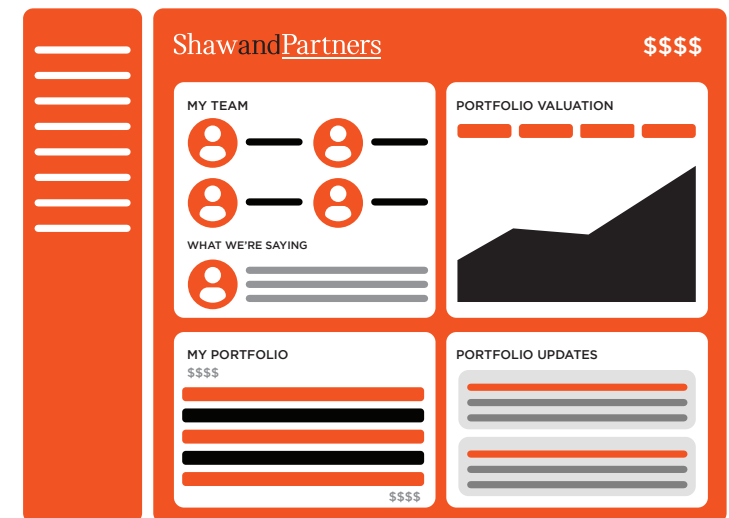 ShawandPartners
$$$$
MY TEAM
WHAT WE'RE SAYING
PORTFOLIO VALUATION
MY PORTFOLIO
$$$$
$$$$
PORTFOLIO UPDATES